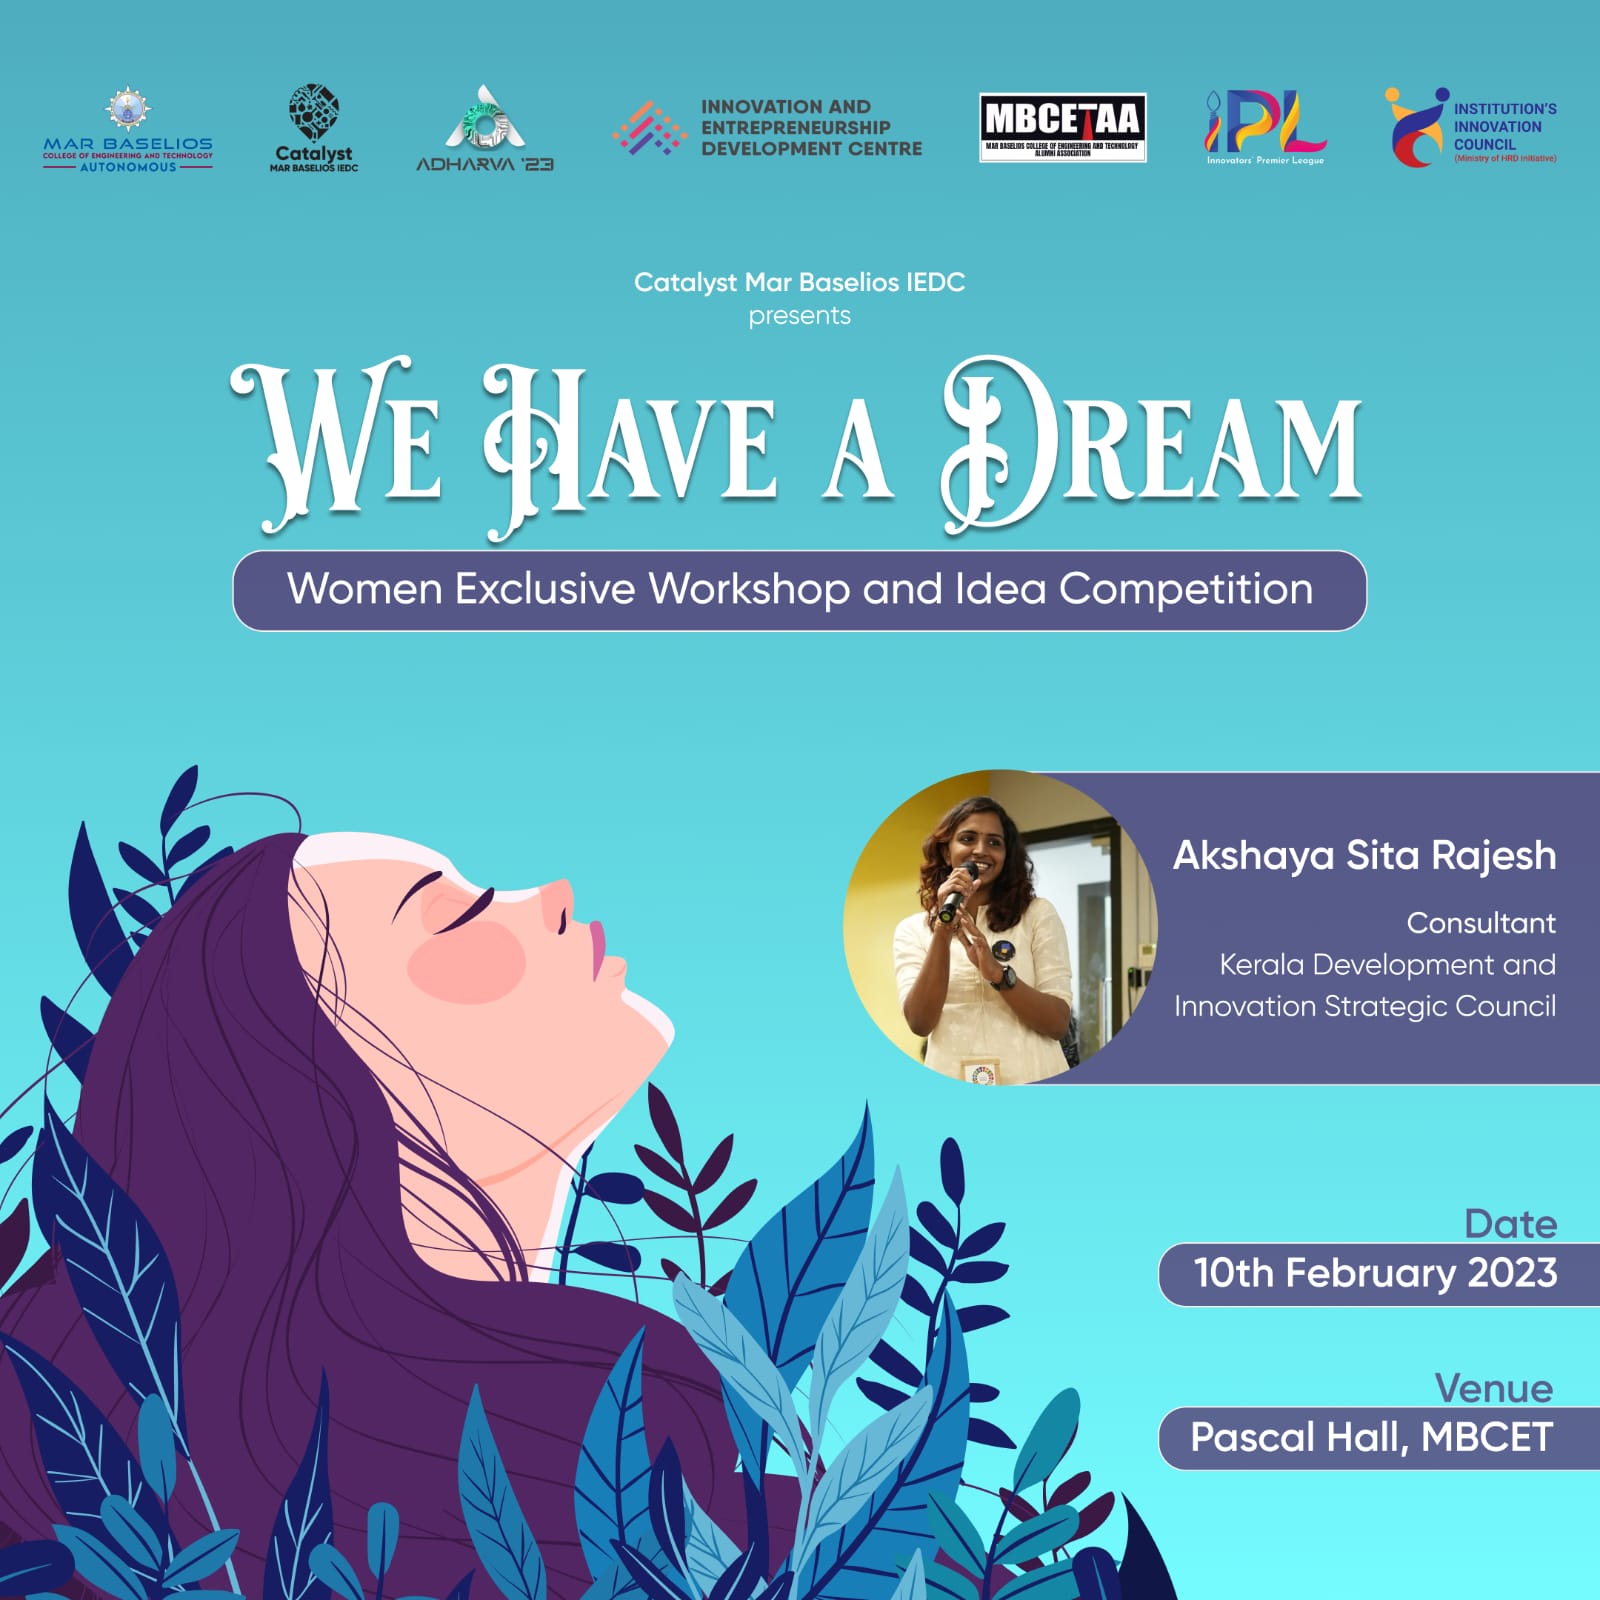 MAR BASELIOS
COLLEGE OF ENGINEERING AND TECHNOLOGY
AUTONOMOUS
Catalyst
MAR BASELIOS IEDC
ADHARVA '23
INNOVATION AND
ENTREPRENEURSHIP
DEVELOPMENT CENTRE
MBCETAA
MAR BASELIOS COLLEGE OF ENGINEERING AND TECHNOLOGY
ALUMNI ASSOCIATION
iPL
Innovators' Premier League
INSTITUTION'S
INNOVATION
COUNCIL
(Ministry of HRD Initiative)
Catalyst Mar Baselios IEDC
presents
WE HAVE A DREAM
Women Exclusive Workshop and Idea Competition
Akshaya Sita Rajesh
Consultant
Kerala Development and
Innovation Strategic Council
Date
10th February 2023
Venue
Pascal Hall, MBCET